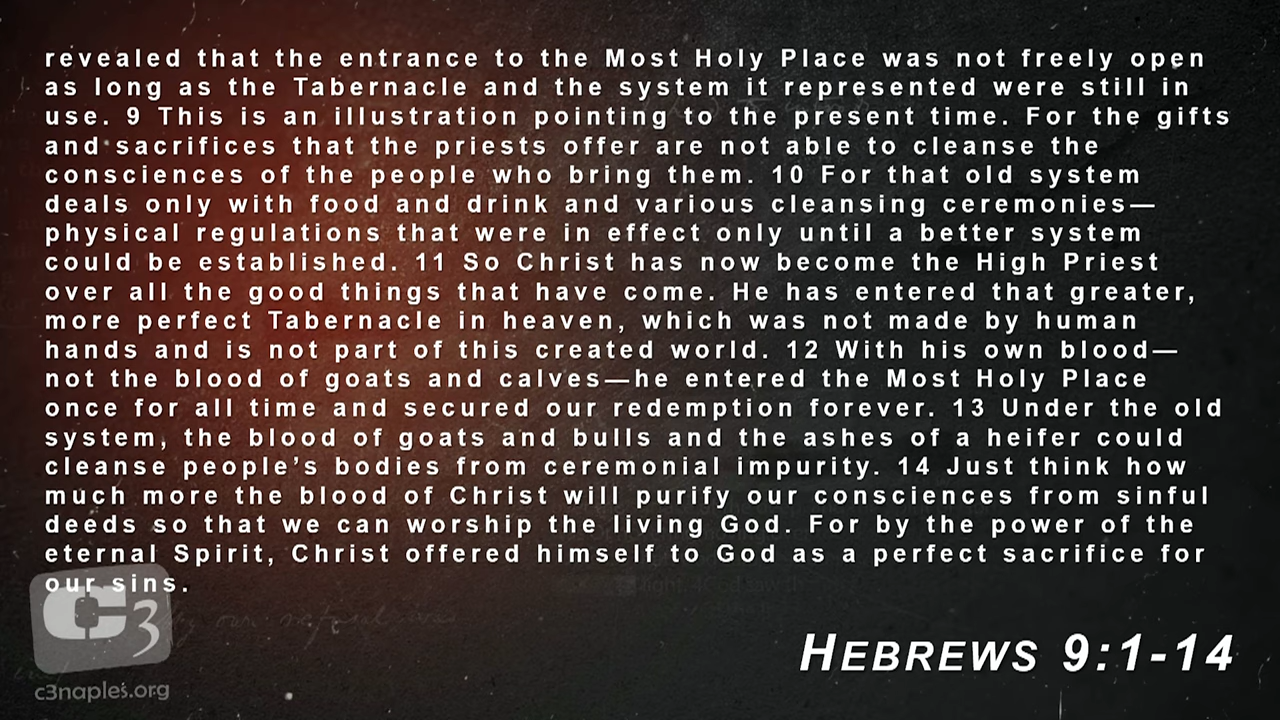 revealed that the entrance to the Most Holy Place was not freely open
as long as the Tabernacle and the system it represented were still in
use. 9 This is an illustration pointing to the present time. For the gifts
and sacrifices that the priests offer are not able to cleanse the
consciences of the people who bring them. 10 For that old system
deals only with food and drink and various cleansing ceremonies—
physical regulations that were in effect only until a better system
could be established. 11 So Christ has now become the High Priest
over all the good things that have come. He has entered that greater,
more perfect Tabernacle in heaven, which was not made by human
hands and is not part of this created world. 12 With his own blood—
not the blood of goats and calves—he entered the Most Holy Place
once for all time and secured our redemption forever. 13 Under the old
system, the blood of goats and bulls and the ashes of a heifer could
cleanse people’s bodies from ceremonial impurity. 14 Just think how
much more the blood of Christ will purify our consciences from sinful
deeds so that we can worship the living God. For by the power of the
eternal Spirit, Christ offered himself to God as a perfect sacrifice for
our sins.
C3
HEBREWS 9:1-14
c3naples.org